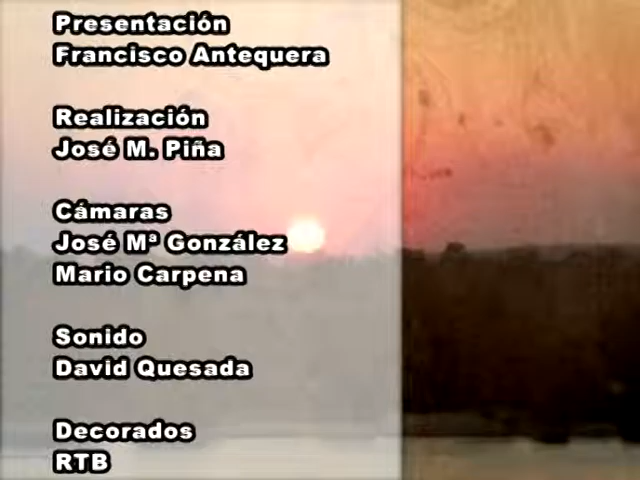 Presentación
Francisco Antequera
Realización
José M. Piña
Cámaras
José Mª González
Mario Carpena
Sonido
David Quesada
Decorados
RTB